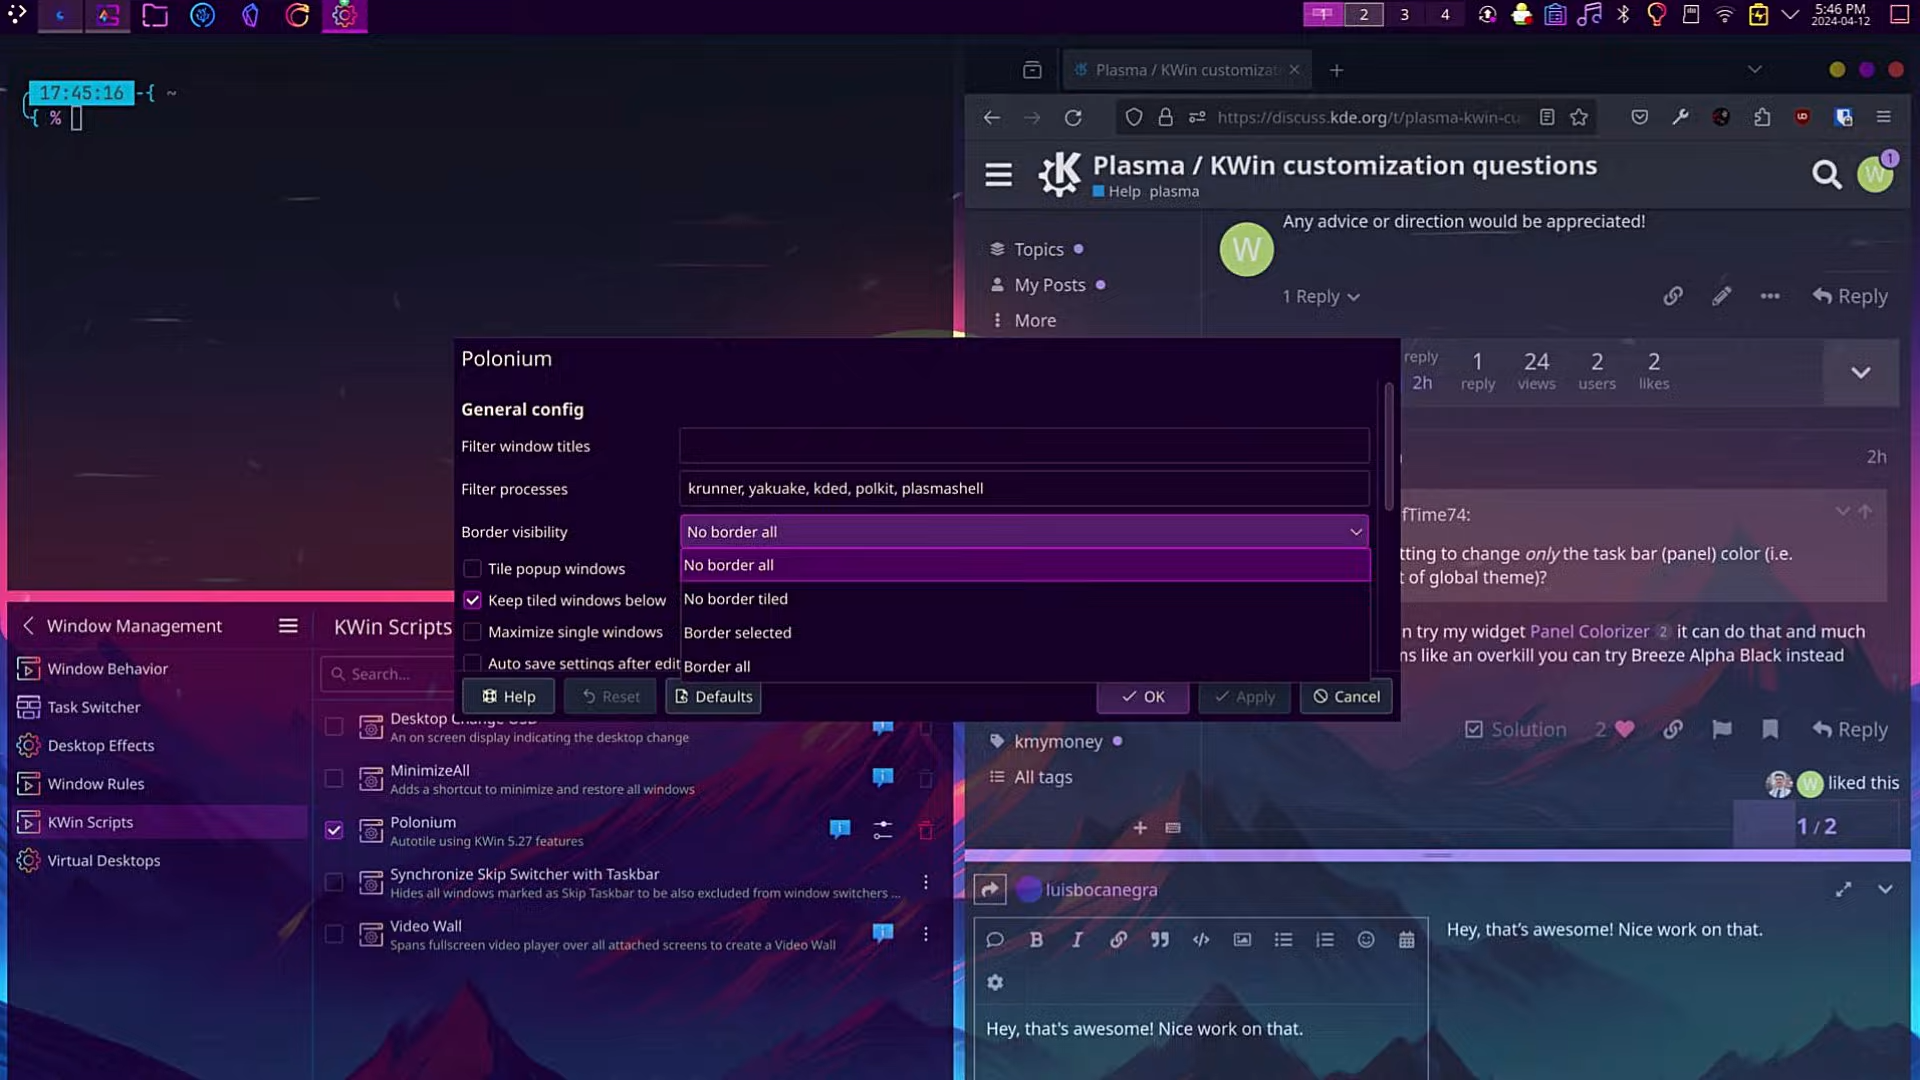 1
2
3
4
5:46 PM
2024-04-12
17:45:16 -{ ~
{ % 
Plasma / KWin customizat
https://discuss.kde.org/t/plasma-kwin-cu
Plasma / KWin customization questions
Help plasma
W
1
Topics
My Posts
More
W
Any advice or direction would be appreciated!
1 Reply
Reply
reply
2h
1
reply
24
views
2
users
2
likes
2h
fTime74:
tting to change only the task bar (panel) color (i.e.
t of global theme)?
n try my widget Panel Colorizer 2 it can do that and much
ns like an overkill you can try Breeze Alpha Black instead
Solution
2
Reply
W liked this
1 / 2
kmymoney
All tags
luisbocanegra
Hey, that's awesome! Nice work on that.
Hey, that's awesome! Nice work on that.
Polonium
General config
Filter window titles
Filter processes
krunner, yakuake, kded, polkit, plasmashell
Border visibility
No border all
No border all
No border tiled
Border selected
Border all
Tile popup windows
Keep tiled windows below
Maximize single windows
Auto save settings after edit
Help
Reset
Defaults
OK
Apply
Cancel
Window Management
Window Behavior
Task Switcher
Desktop Effects
Window Rules
KWin Scripts
Virtual Desktops
KWin Scripts
Search...
Desktop Change OSD
An on screen display indicating the desktop change
MinimizeAll
Adds a shortcut to minimize and restore all windows
Polonium
Autotile using KWin 5.27 features
Synchronize Skip Switcher with Taskbar
Hides all windows marked as Skip Taskbar to be also excluded from window switchers ...
Video Wall
Spans fullscreen video player over all attached screens to create a Video Wall